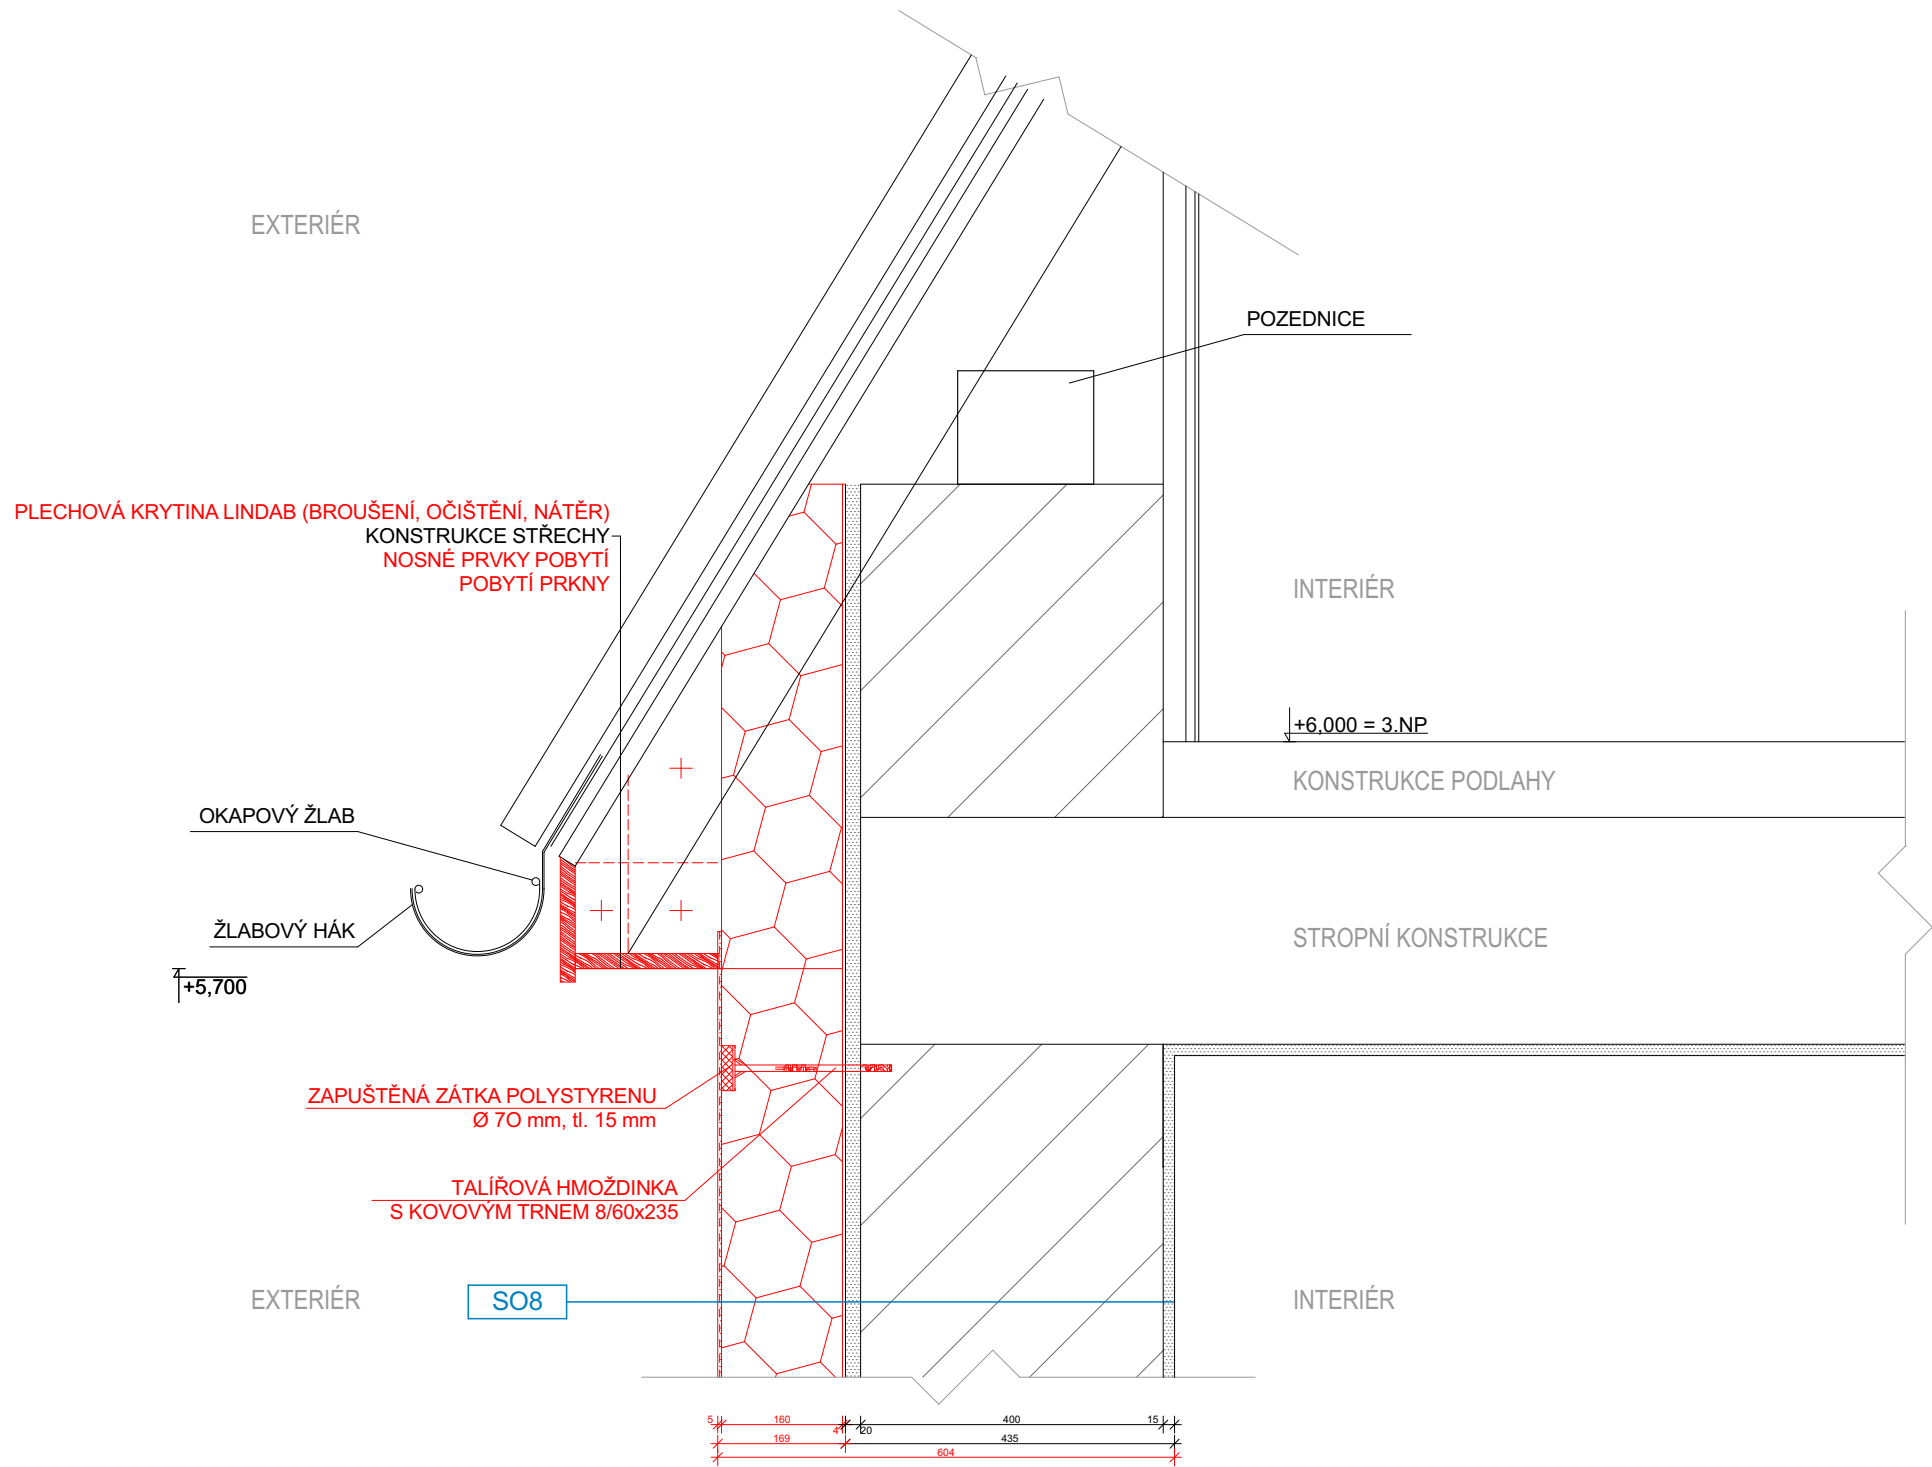 EXTERIÉR
POZEDNICE
PLECHOVÁ KRYTINA LINDAB (BROUŠENÍ, OČIŠTĚNÍ, NÁTĚR)
KONSTRUKCE STŘECHY
NOSNÉ PRVKY POBYTÍ
POBYTÍ PRKNY
INTERIÉR
+6,000 = 3.NP
KONSTRUKCE PODLAHY
OKAPOVÝ ŽLAB
ŽLABOVÝ HÁK
STROPNÍ KONSTRUKCE
+5,700
ZAPUŠTĚNÁ ZÁTKA POLYSTYRENU
Ø 7O mm, tl. 15 mm
TALÍŘOVÁ HMOŽDINKA
S KOVOVÝM TRNEM 8/60x235
EXTERIÉR
SO8
INTERIÉR
5 160 4 20 400 15
169 435
604